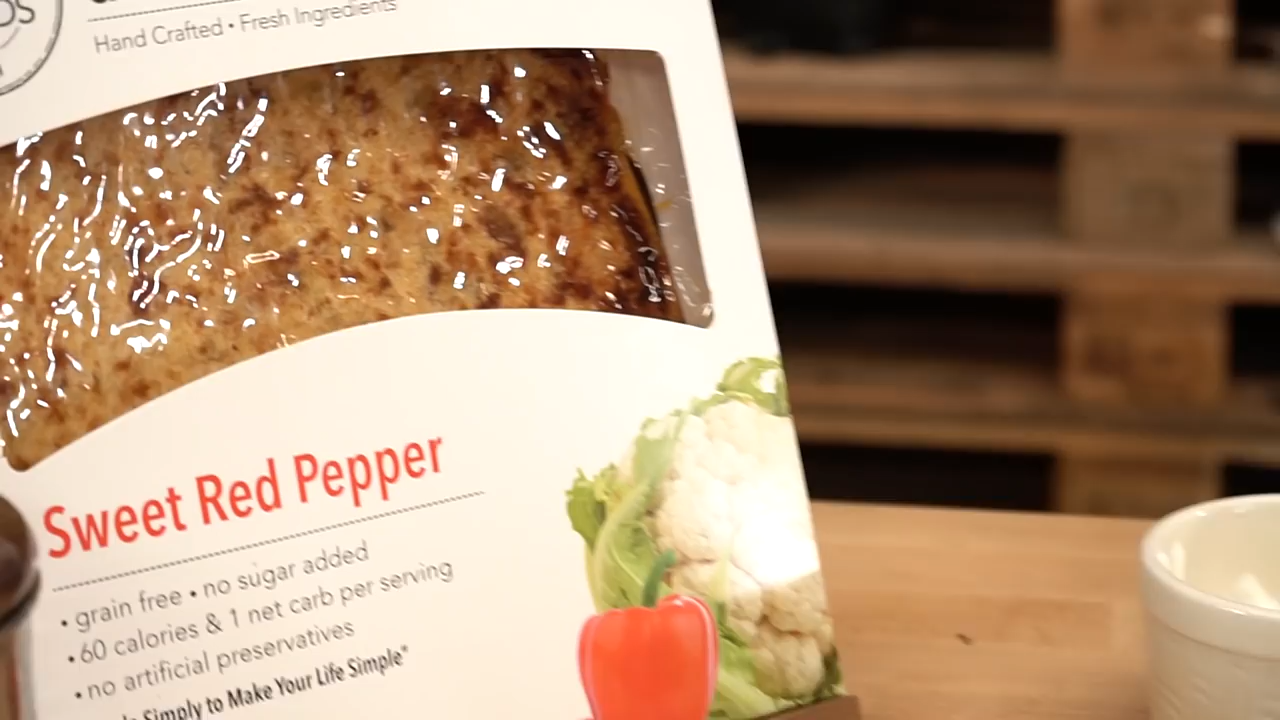 Hand Crafted • Fresh Ingredients
Sweet Red Pepper
• grain free • no sugar added
• 60 calories & 1 net carb per serving
• no artificial preservatives
Simply to Make Your Life Simple"